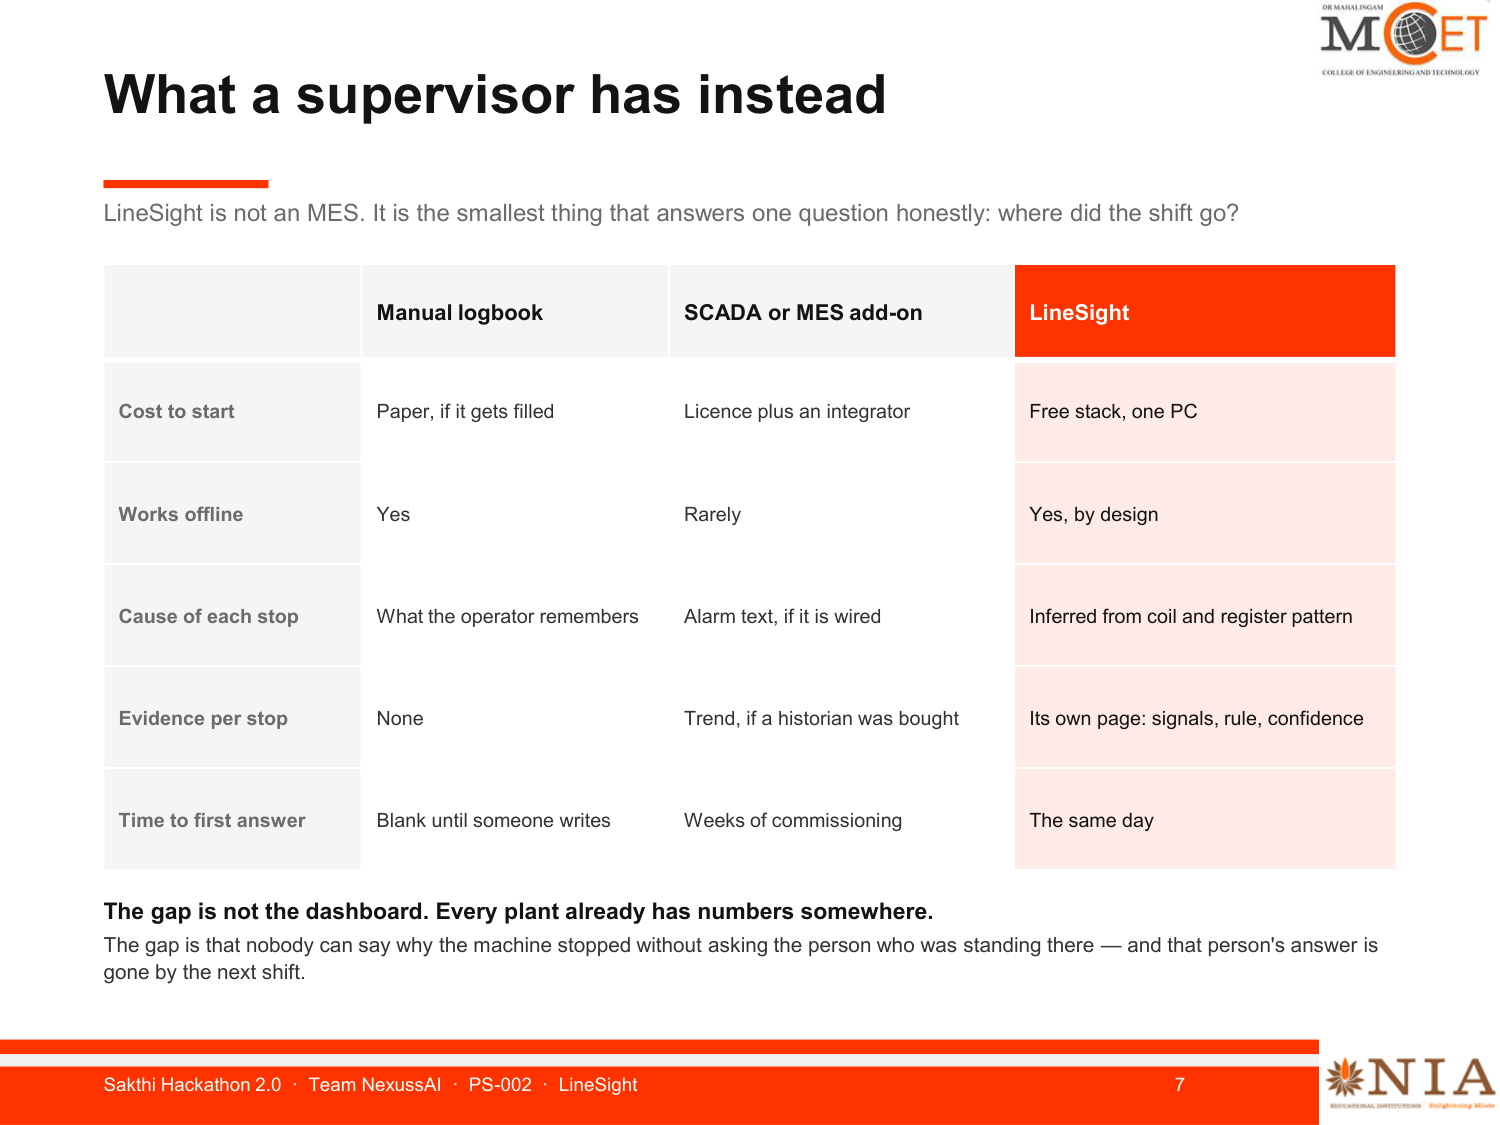 DR MAHALINGAM
MCET
COLLEGE OF ENGINEERING AND TECHNOLOGY
What a supervisor has instead
LineSight is not an MES. It is the smallest thing that answers one question honestly: where did the shift go?
Manual logbook SCADA or MES add-on LineSight
Cost to start Paper, if it gets filled Licence plus an integrator Free stack, one PC
Works offline Yes Rarely Yes, by design
Cause of each stop What the operator remembers Alarm text, if it is wired Inferred from coil and register pattern
Evidence per stop None Trend, if a historian was bought Its own page: signals, rule, confidence
Time to first answer Blank until someone writes Weeks of commissioning The same day
The gap is not the dashboard. Every plant already has numbers somewhere.
The gap is that nobody can say why the machine stopped without asking the person who was standing there — and that person's answer is
gone by the next shift.
Sakthi Hackathon 2.0 · Team NexussAI · PS-002 · LineSight 7
NIA
EDUCATIONAL INSTITUTIONS Enlightening Minds